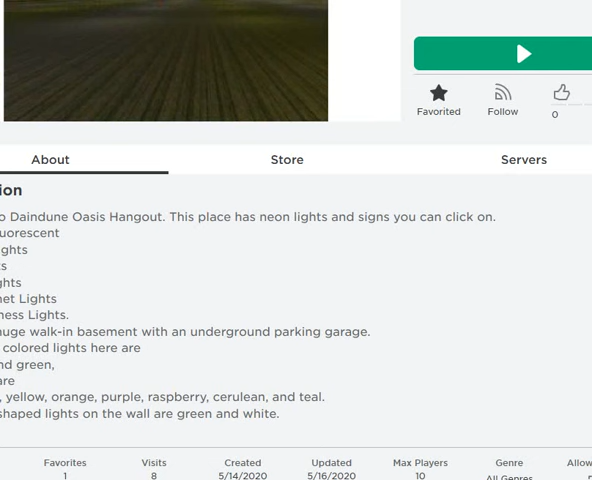 Favorited Follow 0
About Store Servers
ion
o Daindune Oasis Hangout. This place has neon lights and signs you can click on.
uorescent
ghts
ts
ghts
net Lights
ness Lights.
huge walk-in basement with an underground parking garage.
colored lights here are
nd green,
are
, yellow, orange, purple, raspberry, cerulean, and teal.
shaped lights on the wall are green and white.
Favorites Visits Created Updated Max Players Genre Allow
1 8 5/14/2020 5/16/2020 10 All Genres